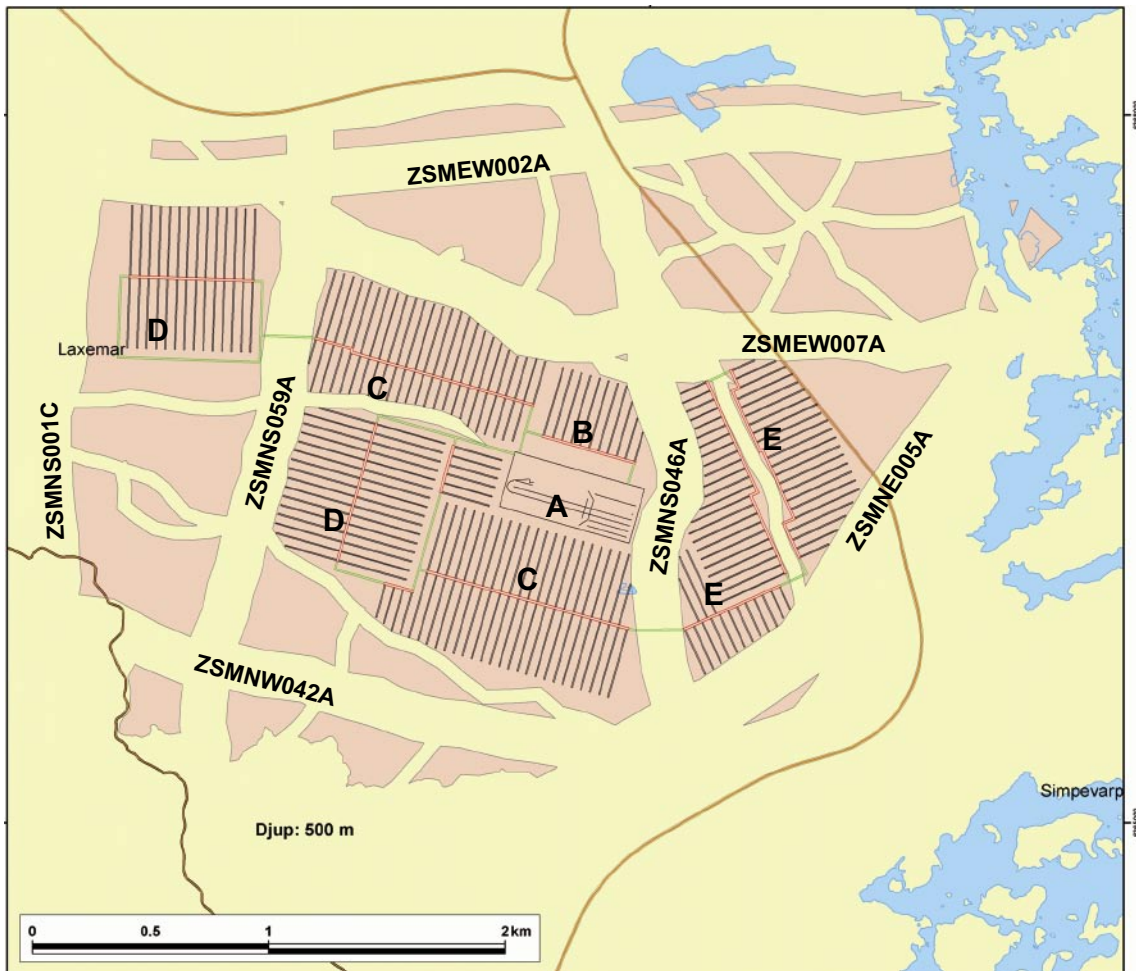 ZSMEW002A
ZSMEW007A
D
Laxemar
C
B
E
ZSMNS059A
ZSMNS001C
ZSMNS046A
ZSMNE005A
A
D
C
E
ZSMNW042A
Simpevarp
Djup: 500 m
0 0.5 1 2 km